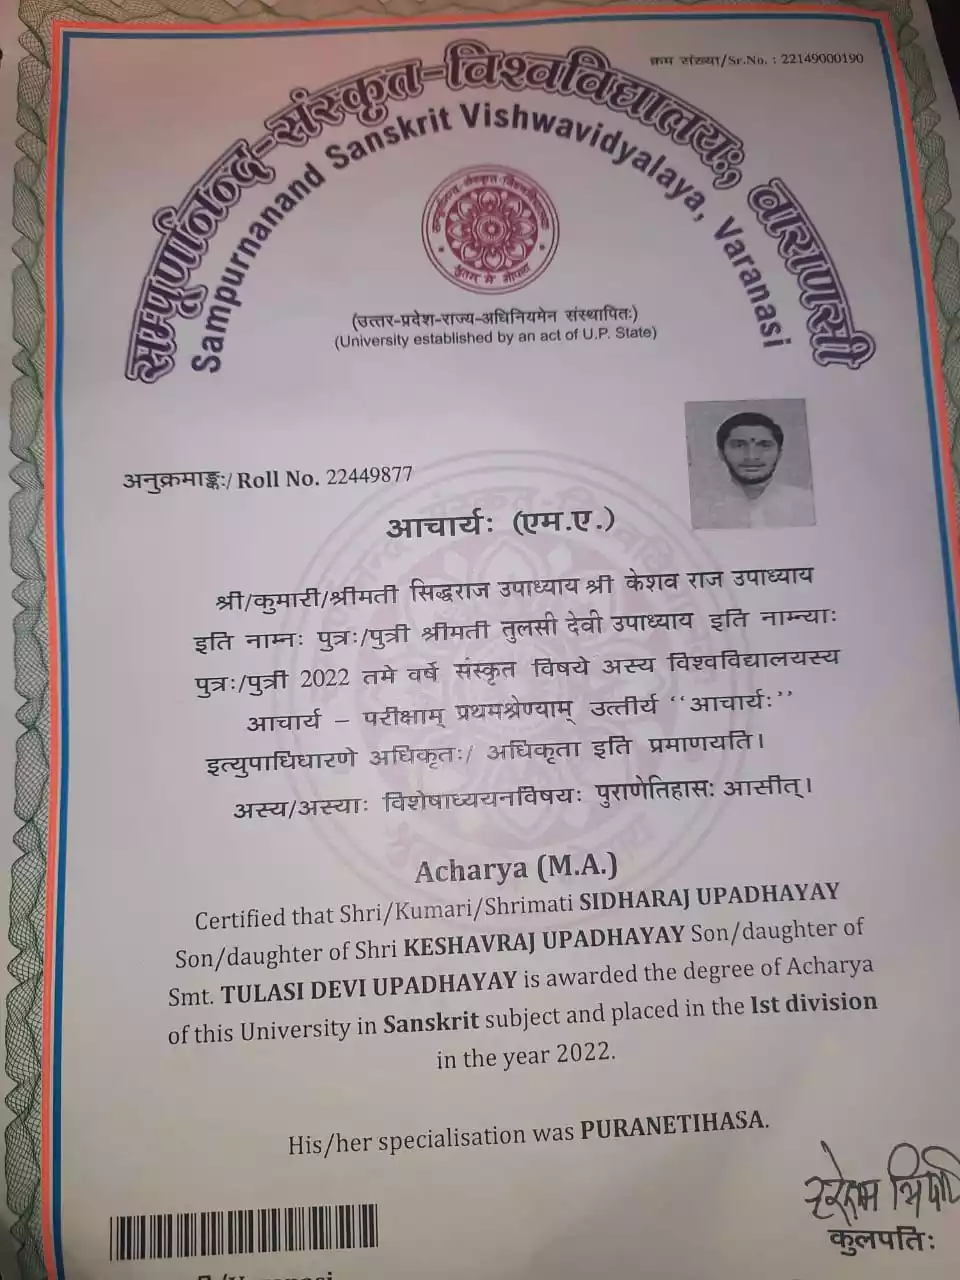 क्रम संख्या/Sr.No. : 22149000190
सम्पूर्णानन्द-संस्कृत-विश्वविद्यालयः, वाराणसी
Sampurnanand Sanskrit Vishwavidyalaya, Varanasi
श्रुतम् मे गोपाय
(उत्तर-प्रदेश-राज्य-अधिनियमेन संस्थापितः)
(University established by an act of U.P. State)
अनुक्रमाङ्कः/ Roll No. 22449877
आचार्यः (एम.ए.)
श्री/कुमारी/श्रीमती सिद्धराज उपाध्याय श्री केशव राज उपाध्याय
इति नाम्नः पुत्रः/पुत्री श्रीमती तुलसी देवी उपाध्याय इति नाम्न्याः
पुत्रः/पुत्री 2022 तमे वर्षे संस्कृत विषये अस्य विश्वविद्यालयस्य
आचार्य – परीक्षाम् प्रथमश्रेण्याम् उत्तीर्य ‘‘आचार्यः’’
इत्युपाधिधारणे अधिकृतः/ अधिकृता इति प्रमाणयति।
अस्य/अस्याः विशेषाध्ययनविषयः पुराणेतिहासः आसीत्।
Acharya (M.A.)
Certified that Shri/Kumari/Shrimati SIDHARAJ UPADHAYAY
Son/daughter of Shri KESHAVRAJ UPADHAYAY Son/daughter of
Smt. TULASI DEVI UPADHAYAY is awarded the degree of Acharya
of this University in Sanskrit subject and placed in the Ist division
in the year 2022.
His/her specialisation was PURANETIHASA.
कुलपतिः